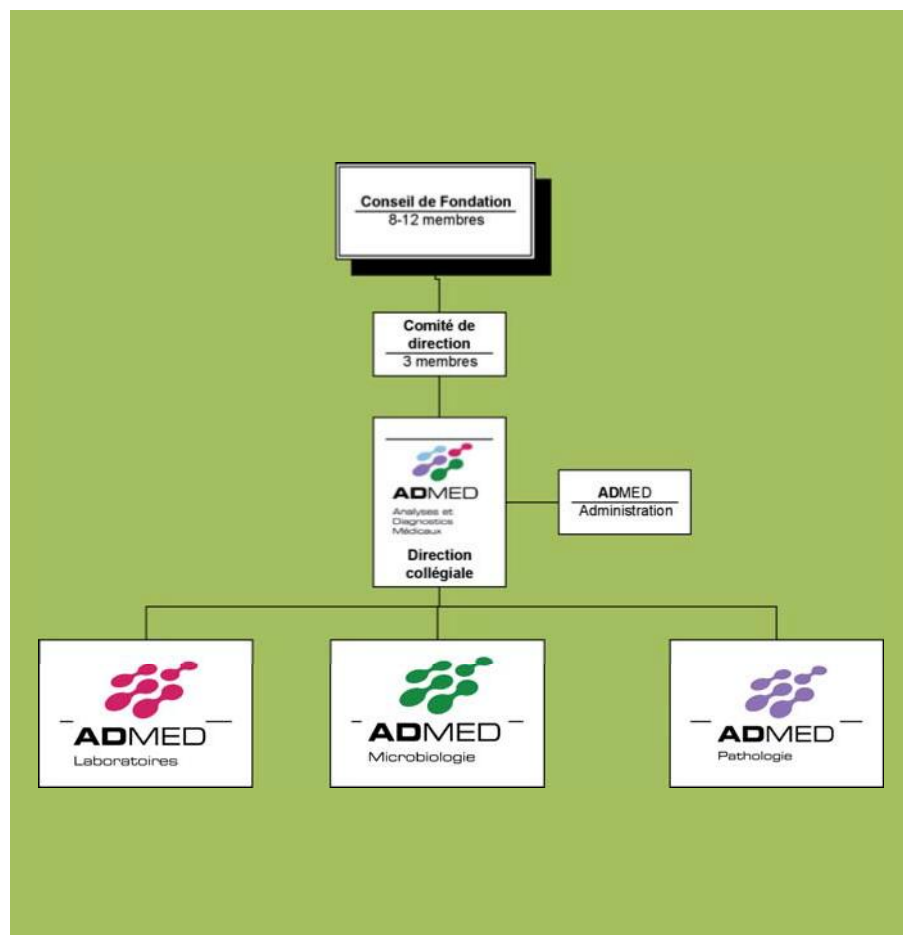 Conseil de Fondation
8-12 membres
Comité de
direction
3 membres
ADMED
Analyses et
Diagnostics
Médicaux
Direction
collégiale
ADMED
Administration
ADMED
Laboratoires
ADMED
Microbiologie
ADMED
Pathologie